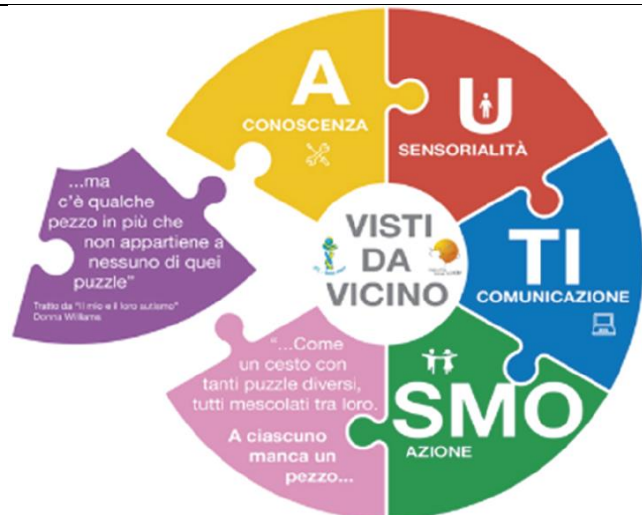 A
CONOSCENZA
U
SENSORIALITÀ
TI
COMUNICAZIONE
SMO
AZIONE
VISTI
DA
VICINO
"...Come
un cesto con
tanti puzzle diversi,
tutti mescolati tra loro.
A ciascuno
manca un
pezzo...
...ma
c'è qualche
pezzo in più che
non appartiene a
nessuno di quei
puzzle"
Trattto da "Il mio e il loro autismo"
Donna Williams